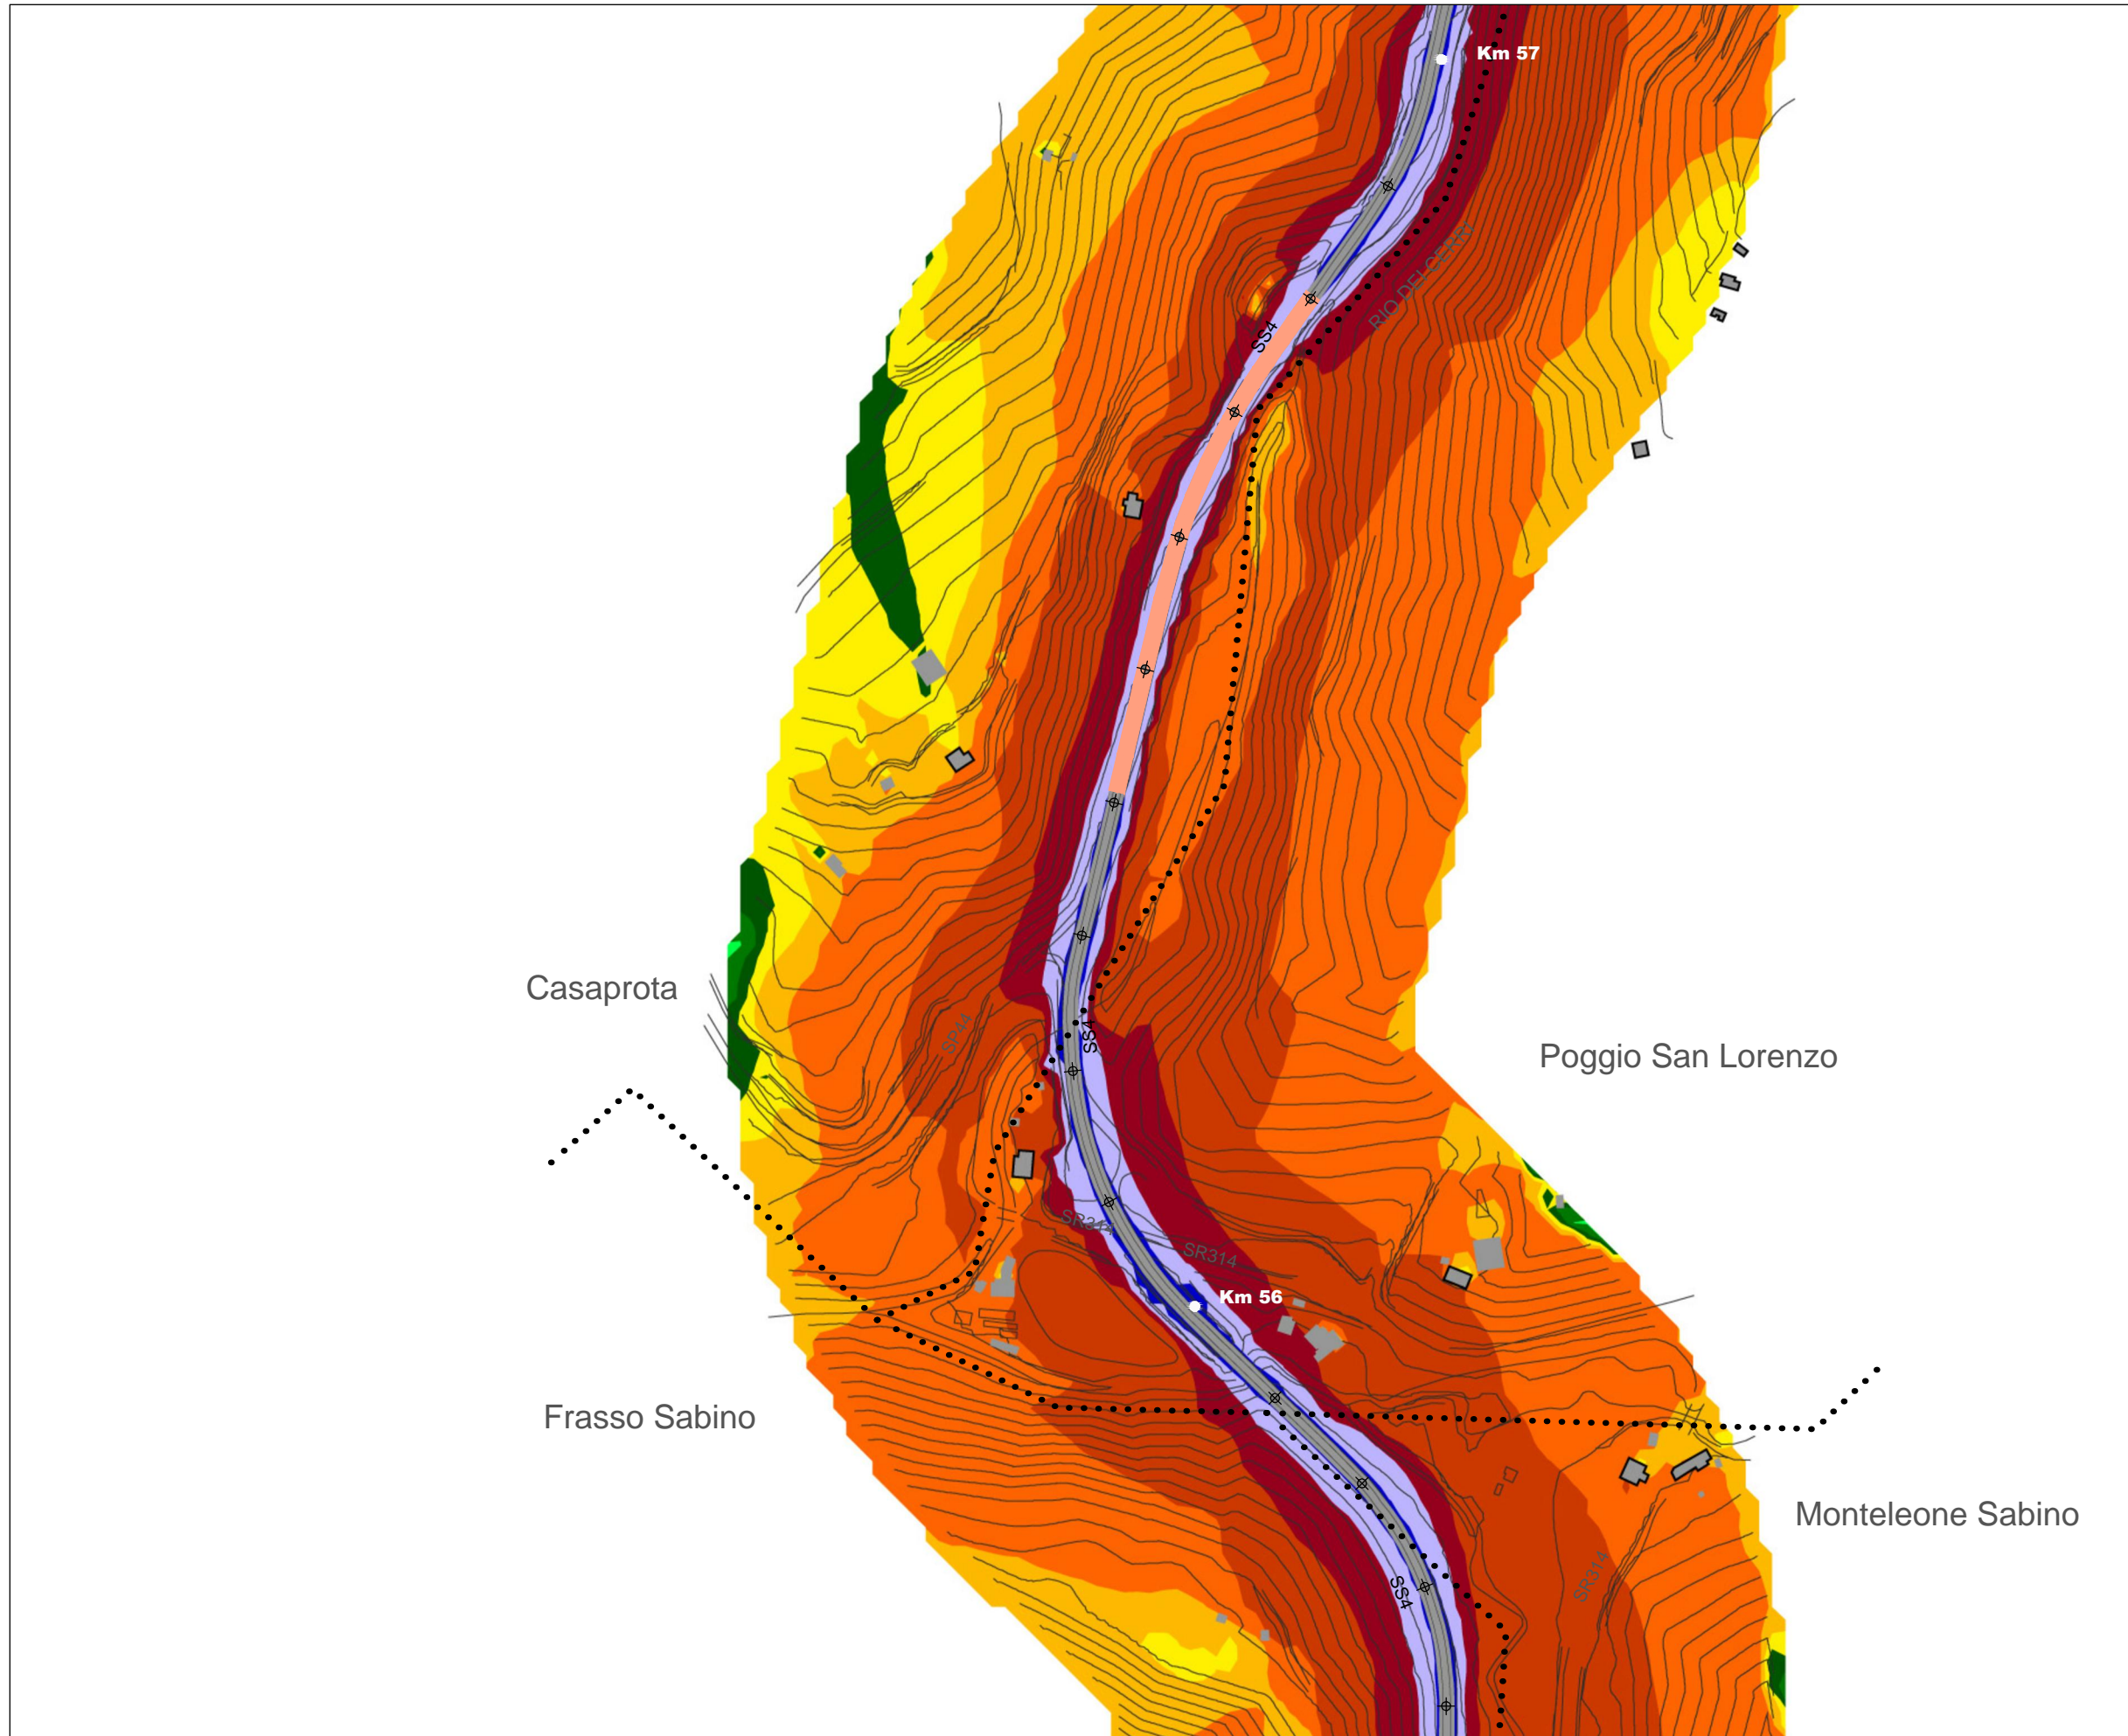 Km 57
RIO DEI CERRI
SS4
Casaprota
SP44
SS4
Poggio San Lorenzo
SR314
SR314
Km 56
Frasso Sabino
Monteleone Sabino
SR314
SS4